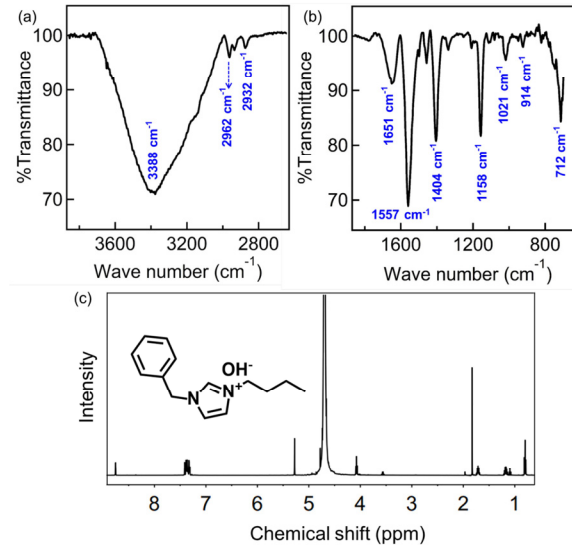 (a)
(b)
100
90
80
70
%Transmittance
3388 cm⁻¹
2962 cm⁻¹
2932 cm⁻¹
3600
3200
2800
Wave number (cm⁻¹)
100
90
80
70
%Transmittance
1651 cm⁻¹
1557 cm⁻¹
1404 cm⁻¹
1158 cm⁻¹
1021 cm⁻¹
914 cm⁻¹
712 cm⁻¹
1600
1200
800
Wave number (cm⁻¹)
(c)
Intensity
OH⁻
N
N⁺
8
7
6
5
4
3
2
1
Chemical shift (ppm)